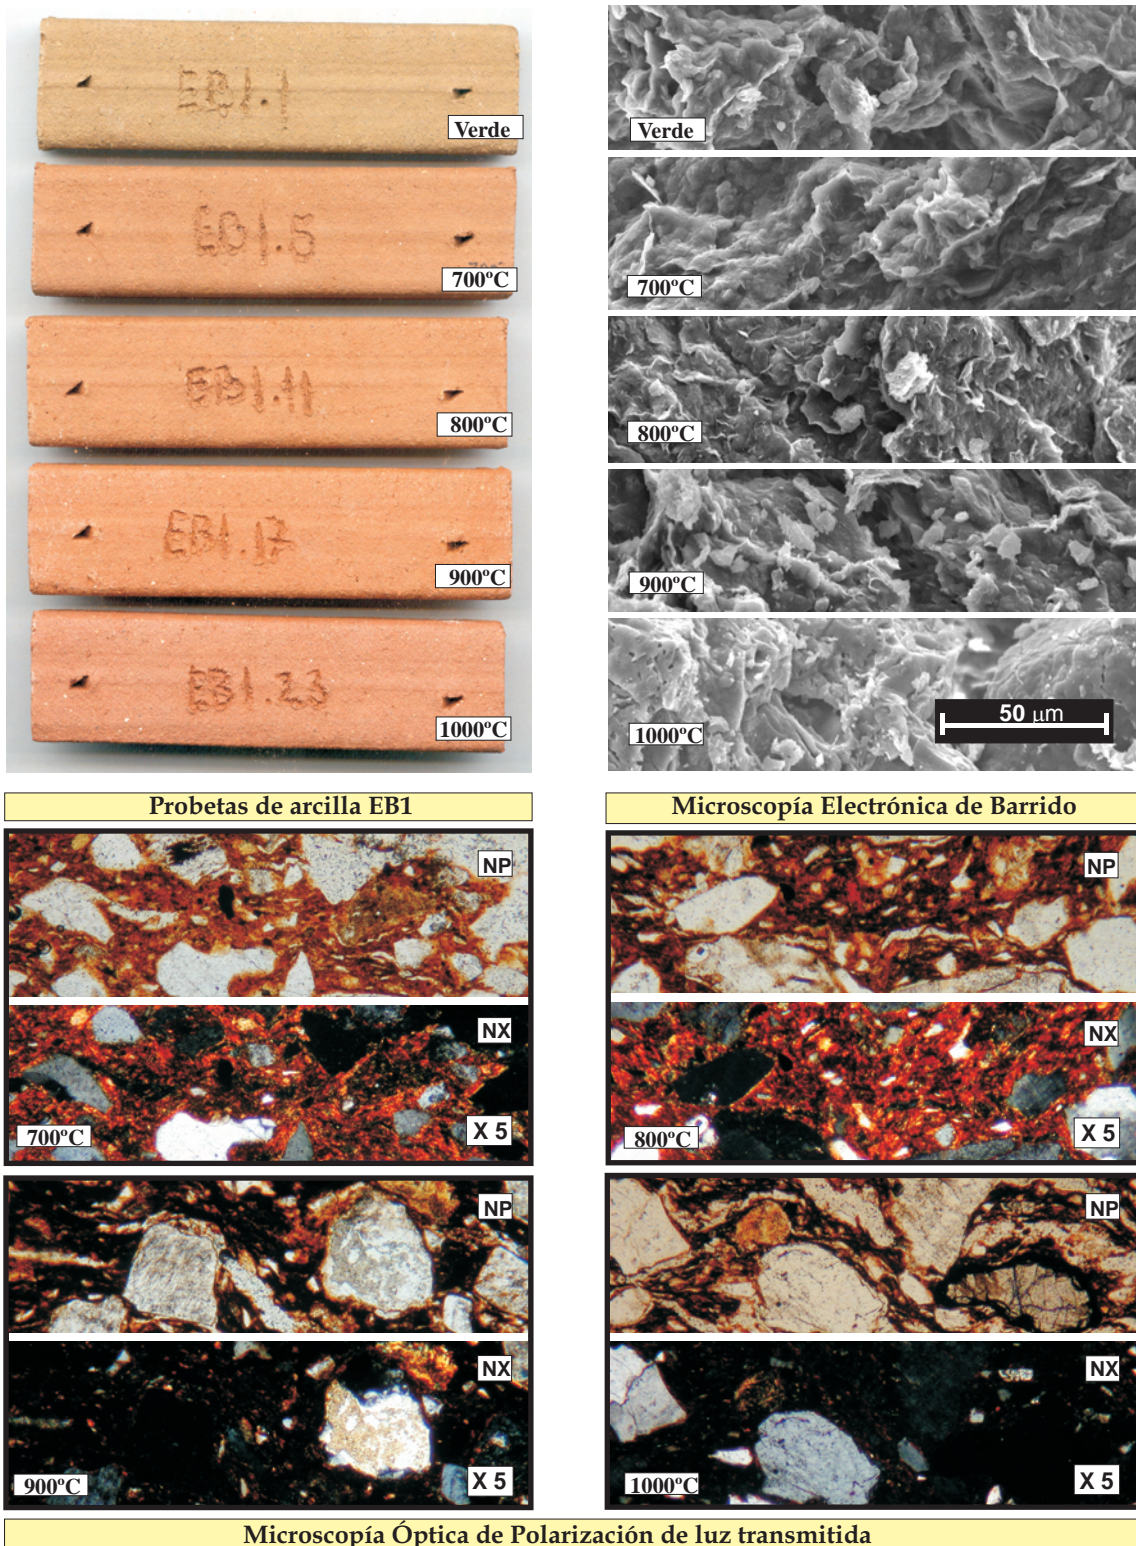 EB1.1
Verde
EB1.5
700ºC
EB1.11
800ºC
EB1.17
900ºC
EB1.23
1000ºC
Verde
700ºC
800ºC
900ºC
1000ºC
50 μm
Probetas de arcilla EB1
Microscopía Electrónica de Barrido
NP
NX
700ºC
X 5
NP
NX
800ºC
X 5
NP
NX
900ºC
X 5
NP
NX
1000ºC
X 5
Microscopía Óptica de Polarización de luz transmitida